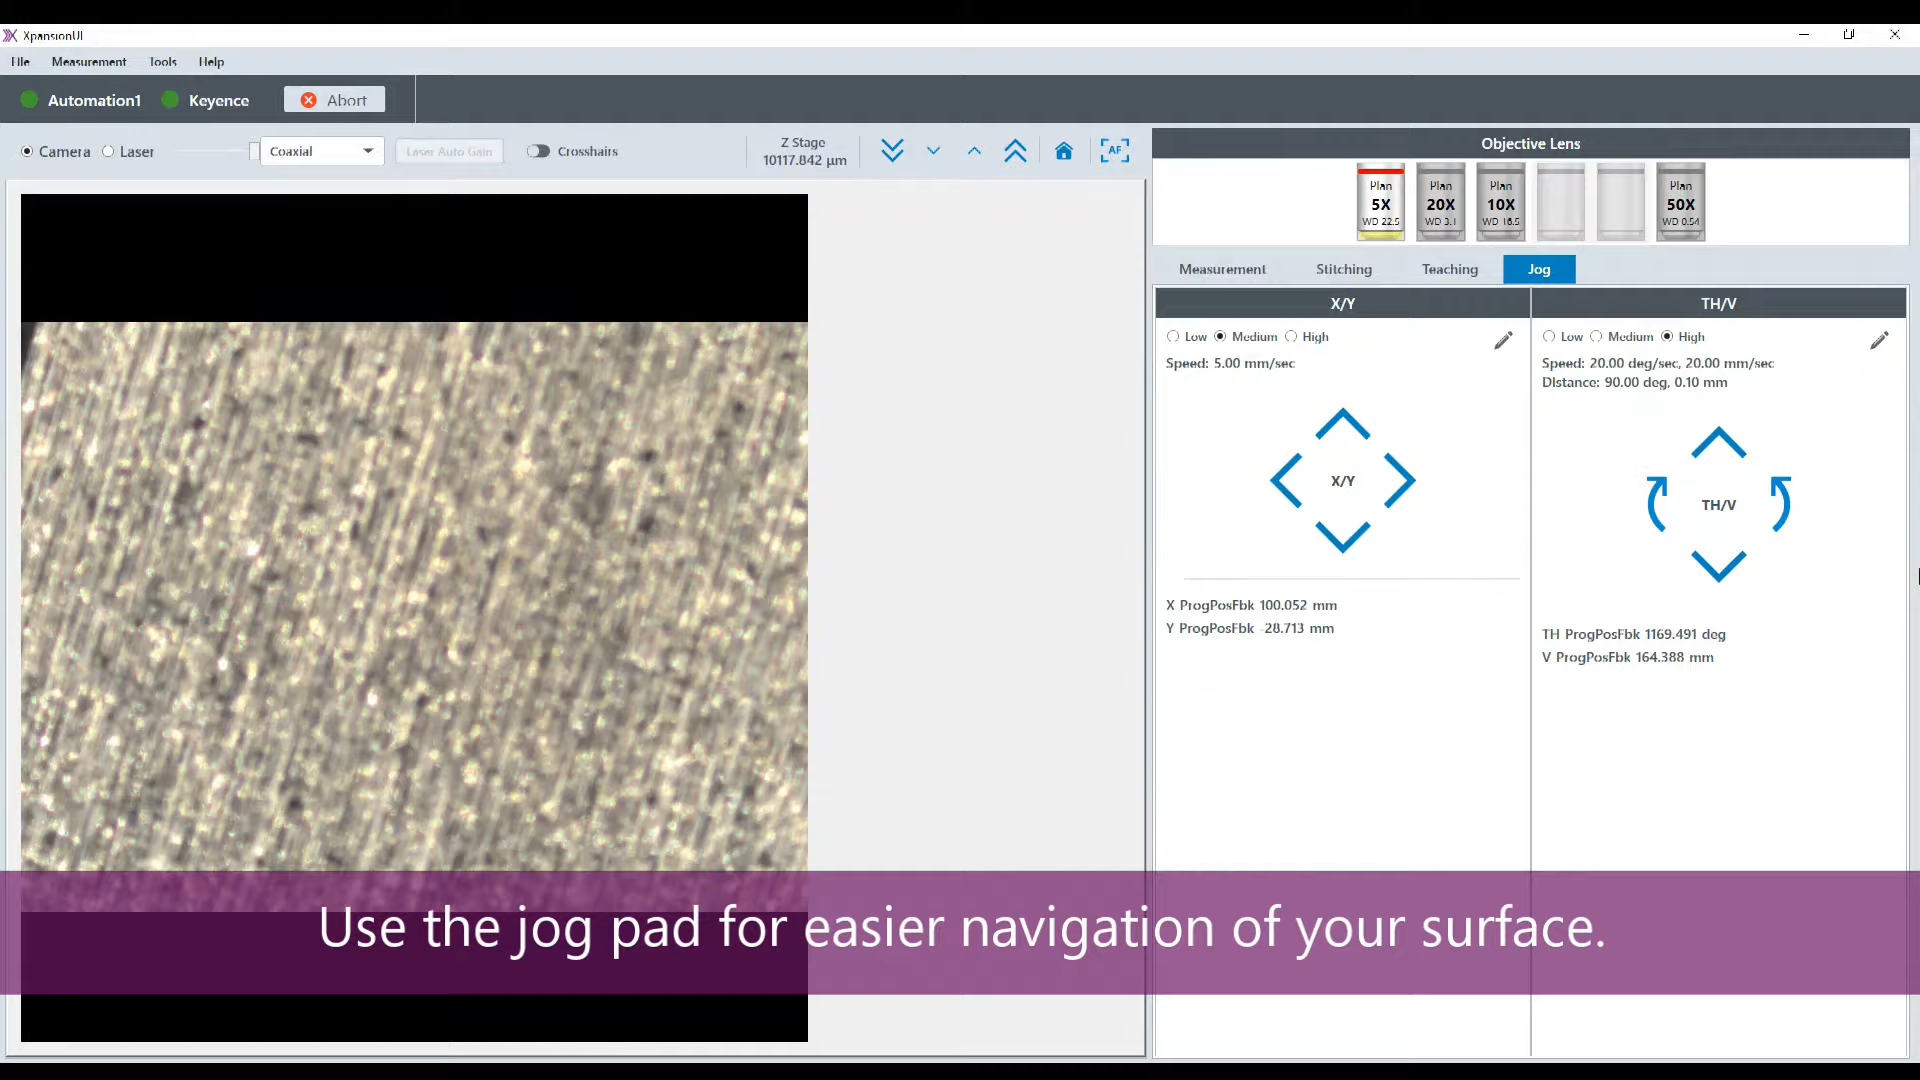 XpansionUI
File Measurement Tools Help
Automation1 Keyence Abort
Camera Laser Coaxial Laser Auto Gain Crosshairs
Z Stage
10117.842 µm
AF
Objective Lens
Plan 5X WD 22.5
Plan 20X WD 3.1
Plan 10X WD 16.5
Plan 50X WD 0.54
Measurement Stitching Teaching Jog
X/Y
Low Medium High
Speed: 5.00 mm/sec
X/Y
X ProgPosFbk 100.052 mm
Y ProgPosFbk -28.713 mm
TH/V
Low Medium High
Speed: 20.00 deg/sec, 20.00 mm/sec
Distance: 90.00 deg, 0.10 mm
TH/V
TH ProgPosFbk 1169.491 deg
V ProgPosFbk 164.388 mm
Use the jog pad for easier navigation of your surface.